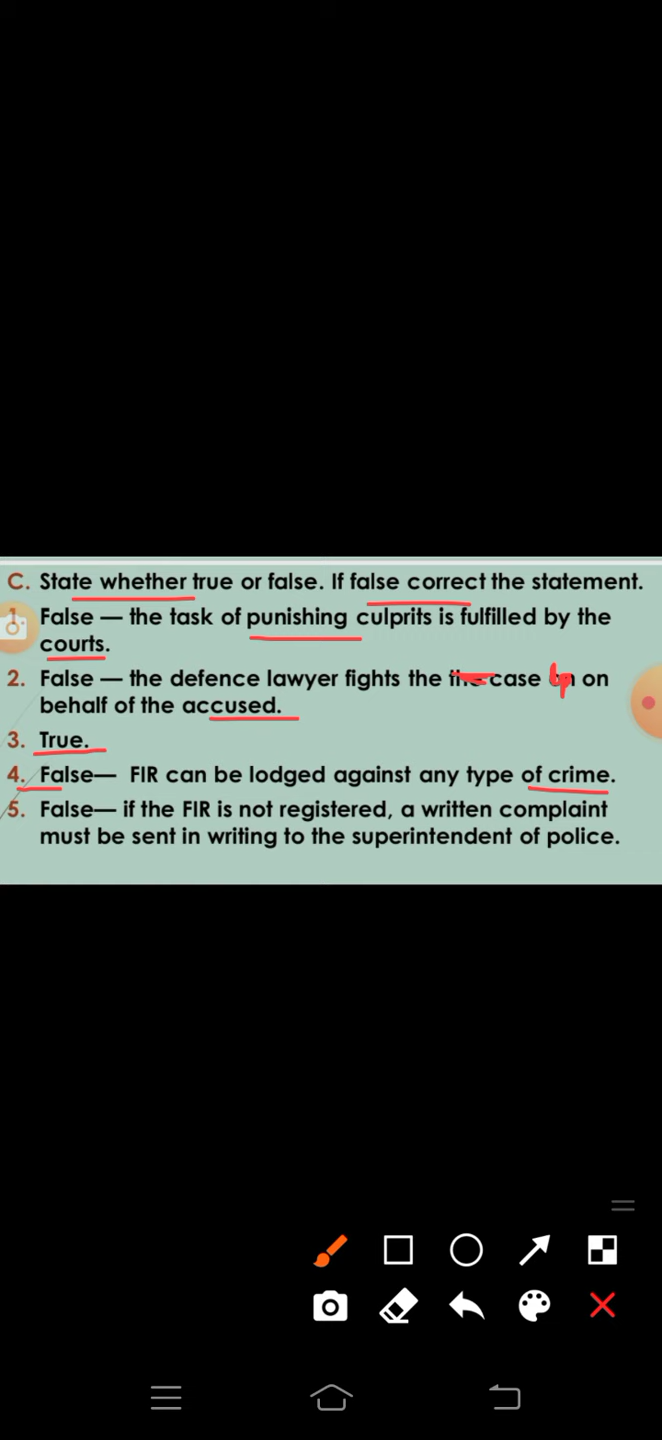 C. State whether true or false. If false correct the statement.
1. False — the task of punishing culprits is fulfilled by the
courts.
2. False — the defence lawyer fights the the case on
behalf of the accused.
3. True.
4. False— FIR can be lodged against any type of crime.
5. False— if the FIR is not registered, a written complaint
must be sent in writing to the superintendent of police.